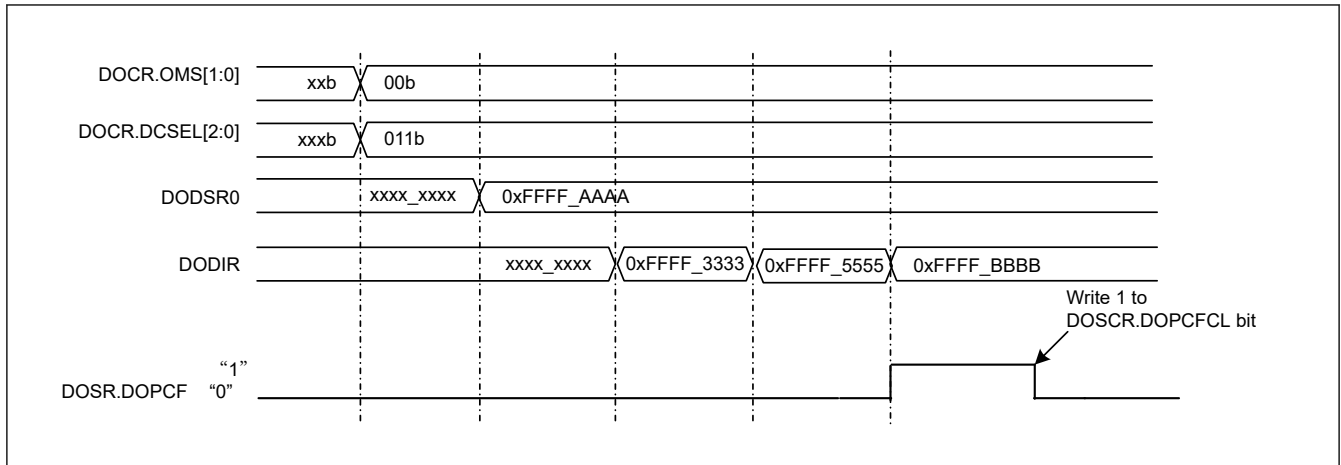 DOCR.OMS[1:0] xxb 00b
DOCR.DCSEL[2:0] xxxb 011b
DODSR0 xxxx_xxxx 0xFFFF_AAAA
DODIR xxxx_xxxx 0xFFFF_3333 0xFFFF_5555 0xFFFF_BBBB
Write 1 to
DOSCR.DOPCFCL bit
“1”
DOSR.DOPCF “0”